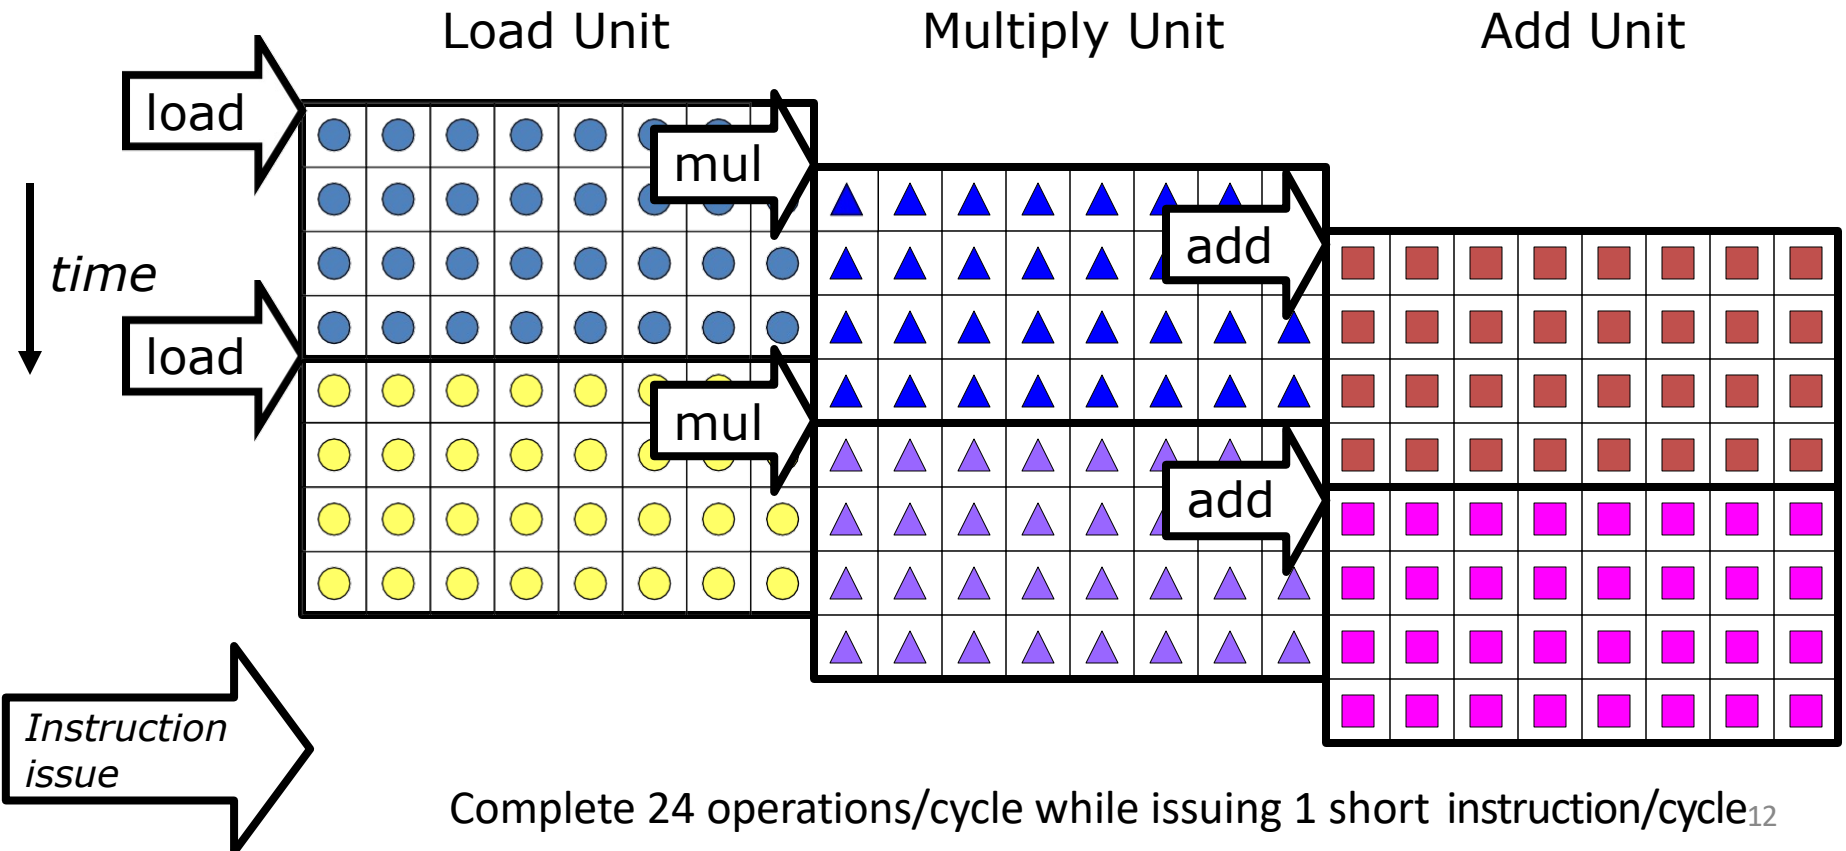 Load Unit
Multiply Unit
Add Unit
load
mul
add
time
load
mul
add
Instruction
issue
Complete 24 operations/cycle while issuing 1 short instruction/cycle
12